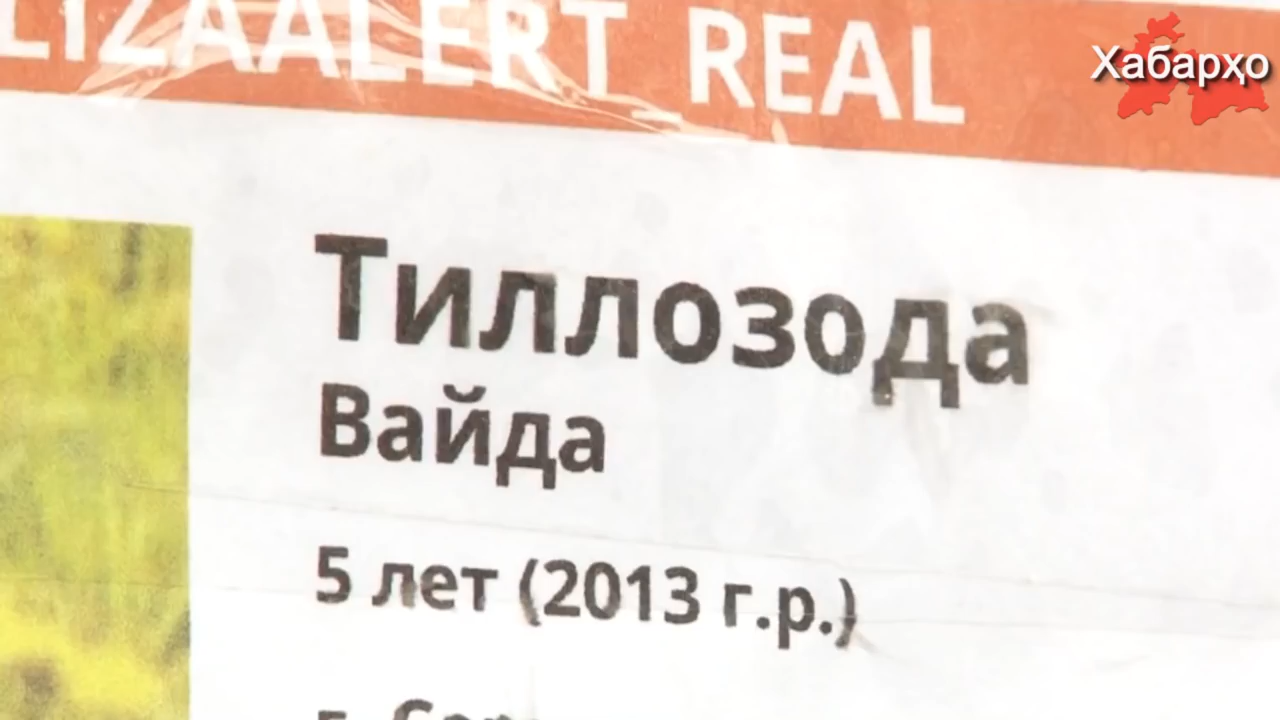 LIZAALERT REAL
Хабарҳо
Тиллозода
Вайда
5 лет (2013 г.р.)